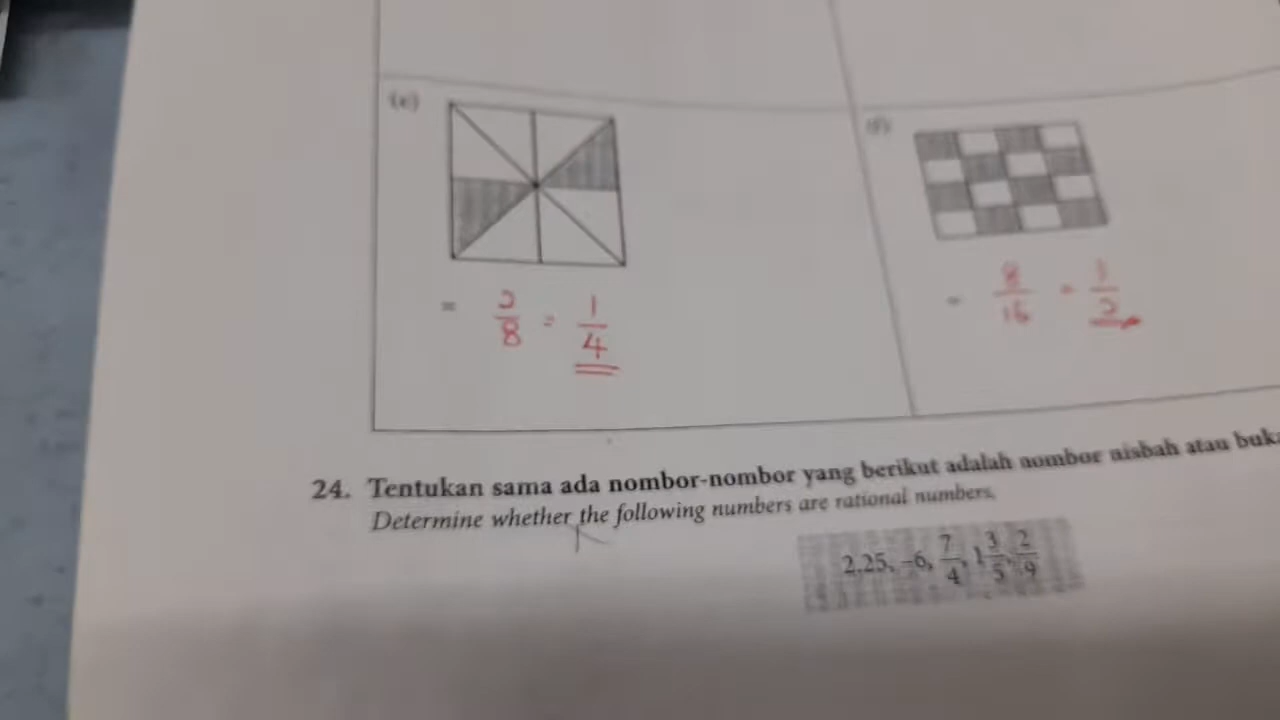 (e)
(f)
= 2/8 = 1/4
= 8/16 = 1/2
24. Tentukan sama ada nombor-nombor yang berikut adalah nombor nisbah atau
Determine whether the following numbers are rational numbers.
2.25, -6, 7/4, 1 3/5, 2/9